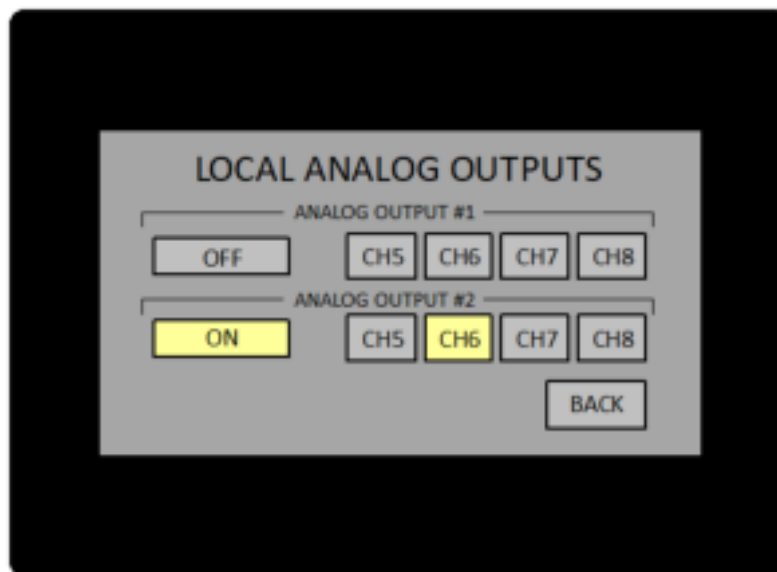 LOCAL ANALOG OUTPUTS
ANALOG OUTPUT #1
OFF CH5 CH6 CH7 CH8
ANALOG OUTPUT #2
ON CH5 CH6 CH7 CH8
BACK